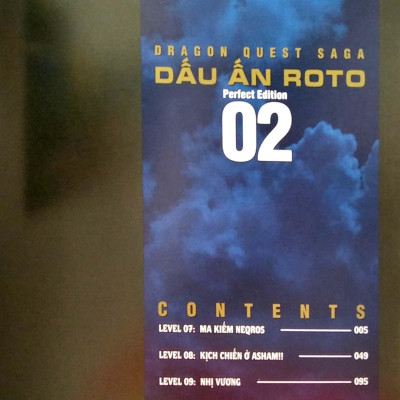 DRAGON QUEST SAGA
DẤU ẤN ROTO
Perfect Edition
02
CONTENTS
LEVEL 07: MA KIẾM NEQROS 005
LEVEL 08: KỊCH CHIẾN Ở ASHAM!! 049
LEVEL 09: NHỊ VƯƠNG 095